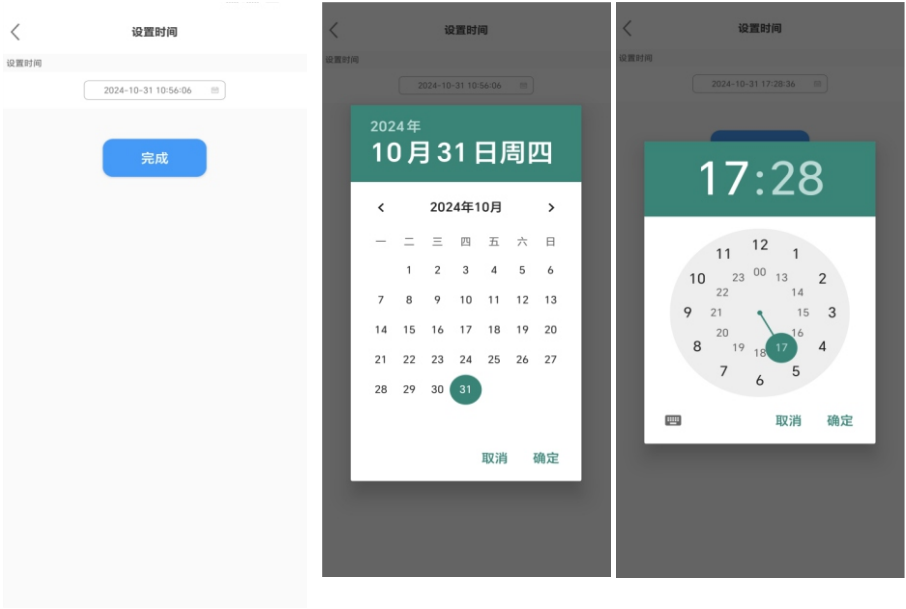 设置时间
设置时间
2024-10-31 10:56:06
完成
设置时间
设置时间
2024-10-31 10:56:06
2024年
10月31日周四
2024年10月
一 二 三 四 五 六 日
1 2 3 4 5 6
7 8 9 10 11 12 13
14 15 16 17 18 19 20
21 22 23 24 25 26 27
28 29 30 31
取消 确定
设置时间
设置时间
2024-10-31 17:28:36
17:28
12
11 1
23 00 13
10 2
22 14
9 21 15 3
20 16
8 19 18 17 4
7 5
6
取消 确定